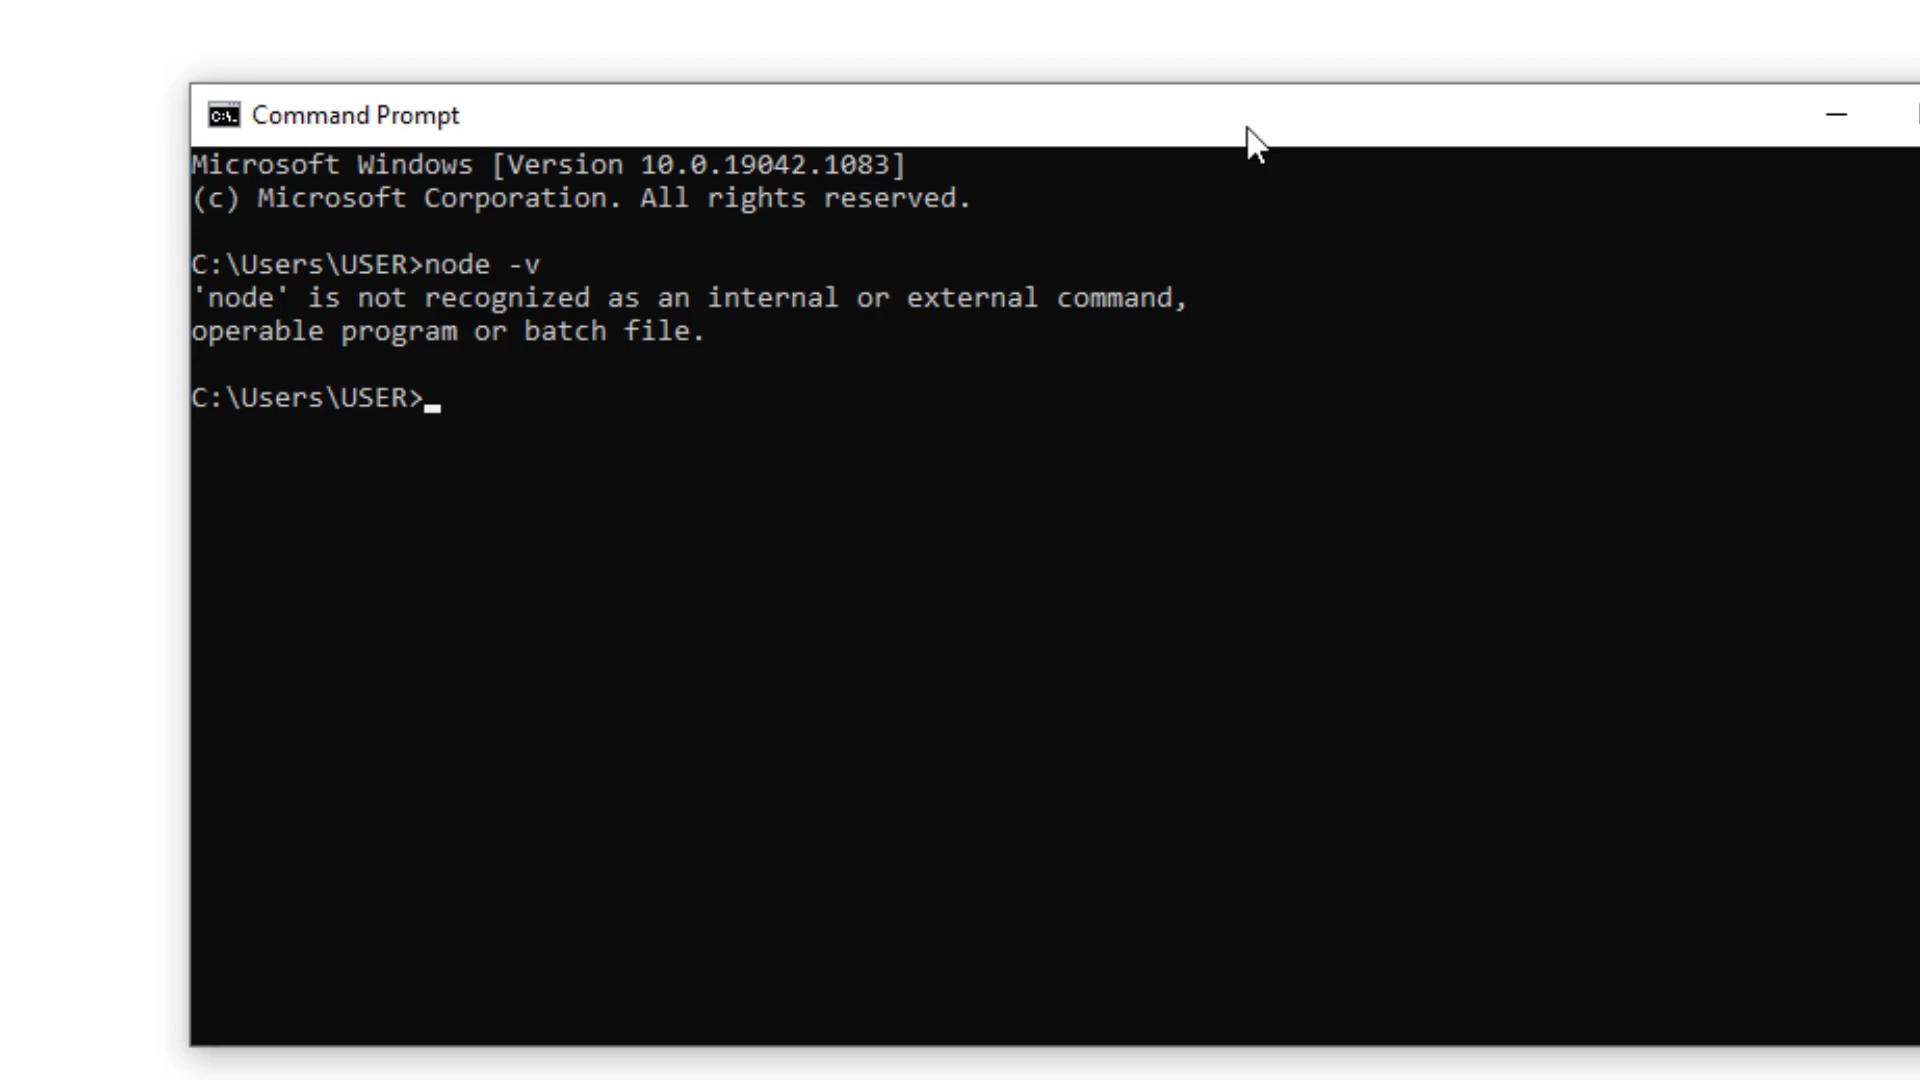 Command Prompt
Microsoft Windows [Version 10.0.19042.1083]
(c) Microsoft Corporation. All rights reserved.
C:\Users\USER>node -v
'node' is not recognized as an internal or external command,
operable program or batch file.
C:\Users\USER>